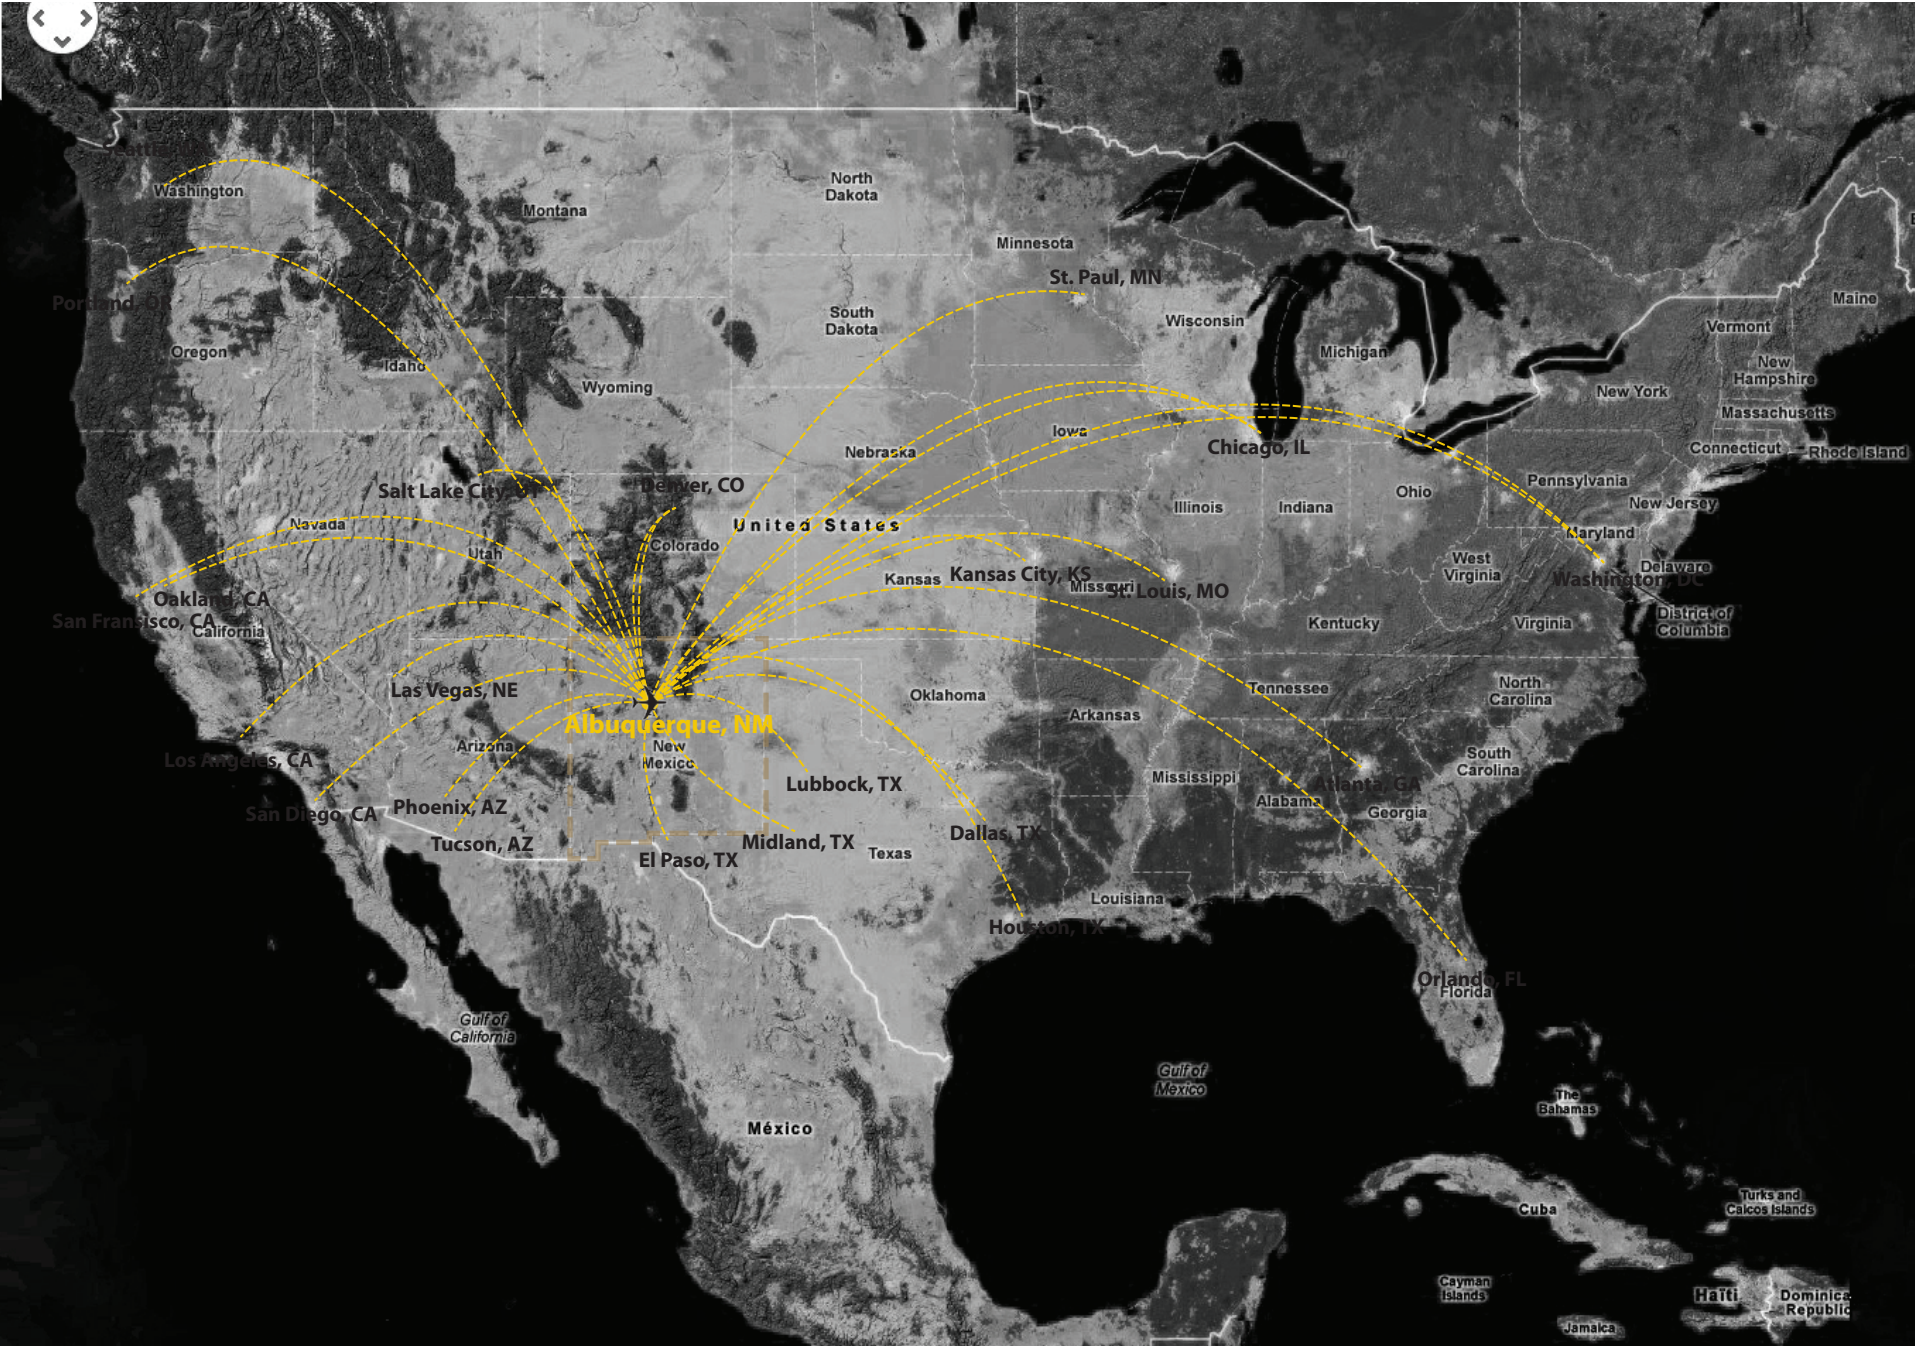 Seattle, WA
Washington
Montana
North
Dakota
Minnesota
St. Paul, MN
Portland, OR
South
Dakota
Wisconsin
Michigan
Maine
Vermont
New
Hampshire
New York
Massachusetts
Connecticut
Rhode Island
Oregon
Idaho
Wyoming
Nebraska
Iowa
Chicago, IL
Salt Lake City, UT
Denver, CO
Nevada
Utah
Colorado
United States
Illinois
Indiana
Ohio
Pennsylvania
New Jersey
Maryland
Delaware
Washington, DC
District of
Columbia
West
Virginia
Virginia
Kentucky
Kansas
Kansas City, KS
Missouri
St. Louis, MO
Oakland, CA
San Fransisco, CA
California
Las Vegas, NE
Albuquerque, NM
New
Mexico
Arizona
Oklahoma
Arkansas
Tennessee
North
Carolina
South
Carolina
Los Angeles, CA
San Diego, CA
Phoenix, AZ
Tucson, AZ
Lubbock, TX
Midland, TX
El Paso, TX
Dallas, TX
Texas
Mississippi
Alabama
Atlanta, GA
Georgia
Louisiana
Houston, TX
Orlando, FL
Florida
Gulf of
California
Gulf of
Mexico
México
The
Bahamas
Cuba
Turks and
Caicos Islands
Cayman
Islands
Jamaica
Haïti
Dominica
Republic